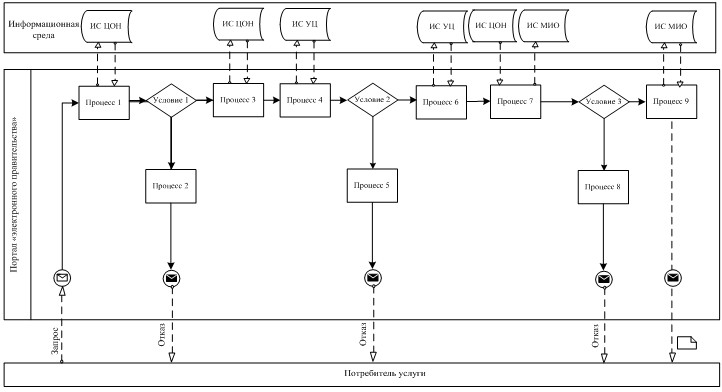 Информационная
среда
ИС ЦОН
ИС ЦОН
ИС УЦ
ИС УЦ
ИС ЦОН
ИС МИО
ИС МИО
Портал «электронного правительства»
Процесс 1
Условие 1
Процесс 3
Процесс 4
Условие 2
Процесс 6
Процесс 7
Условие 3
Процесс 9
Процесс 2
Процесс 5
Процесс 8
Запрос
Отказ
Отказ
Отказ
Потребитель услуги